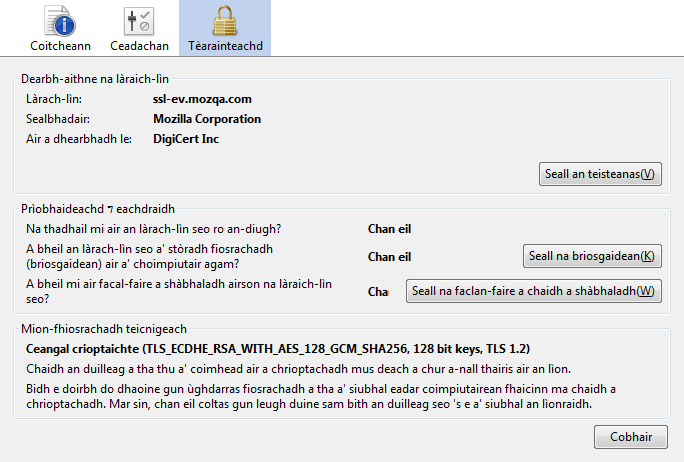 Coitcheann Ceadachan Tèarainteachd
Dearbh-aithne na làraich-lìn
Làrach-lìn: ssl-ev.mozqa.com
Sealbhadair: Mozilla Corporation
Air a dhearbhadh le: DigiCert Inc
Seall an teisteanas(V)
Prìobhaideachd ⁊ eachdraidh
Na thadhail mi air an làrach-lìn seo ro an-diugh? Chan eil
A bheil an làrach-lìn seo a' stòradh fiosrachadh
(briosgaidean) air a' choimpiutair agam? Chan eil Seall na briosgaidean(K)
A bheil mi air facal-faire a shàbhaladh airson na làraich-lìn
seo? Cha Seall na faclan-faire a chaidh a shàbhaladh(W)
Mion-fhiosrachadh teicnigeach
Ceangal crioptaichte (TLS_ECDHE_RSA_WITH_AES_128_GCM_SHA256, 128 bit keys, TLS 1.2)
Chaidh an duilleag a tha thu a' coimhead air a chrioptachadh mus deach a chur a-nall thairis air an lìon.
Bidh e doirbh do dhaoine gun ùghdarras fiosrachadh a tha a' siubhal eadar coimpiutairean fhaicinn ma chaidh a
chrioptachadh. Mar sin, chan eil coltas gun leugh duine sam bith an duilleag seo 's e a' siubhal an lìonraidh.
Cobhair